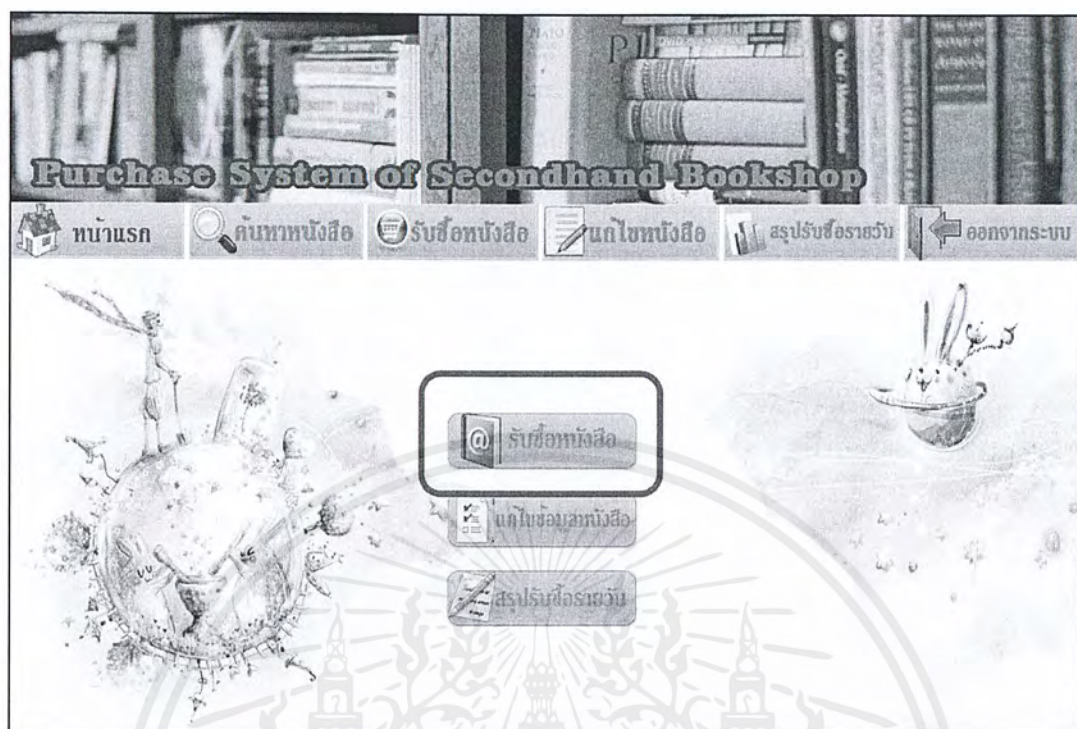 PLATO
Purchase System of Secondhand Bookshop
หน้าแรก ค้นหาหนังสือ รับซื้อหนังสือ แก้ไขหนังสือ สรุปรับซื้อรายวัน ออกจากระบบ
@ รับซื้อหนังสือ
แก้ไขข้อมูลหนังสือ
สรุปรับซื้อรายวัน